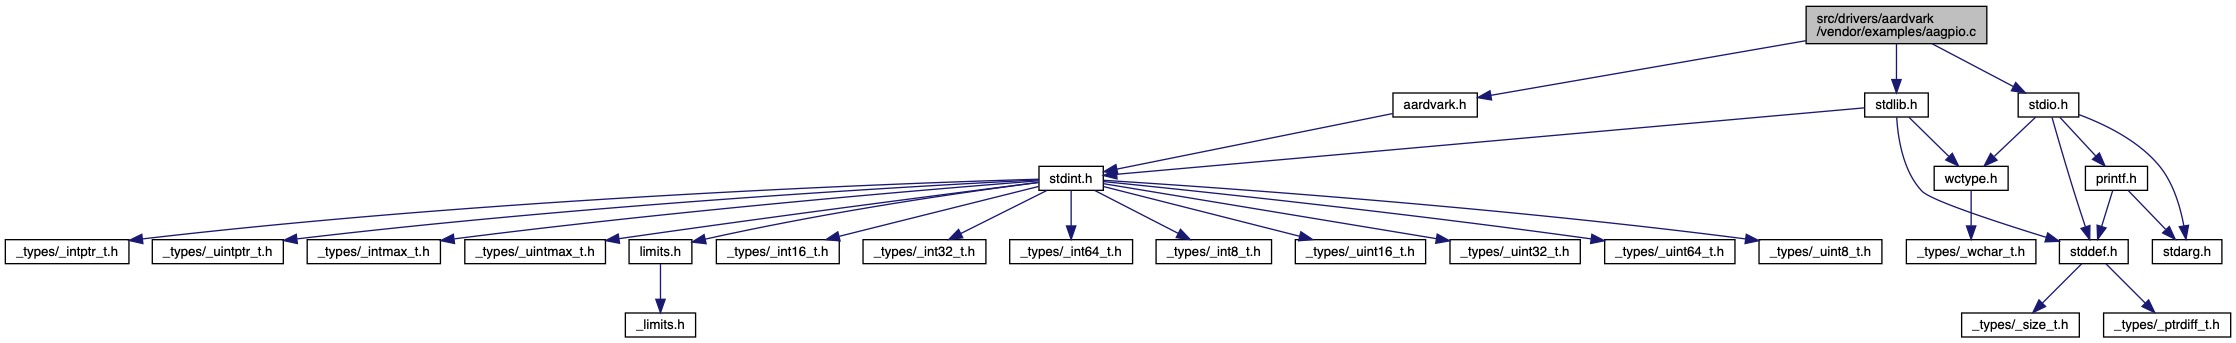 src/drivers/aardvark
/vendor/examples/aagpio.c
aardvark.h
stdlib.h
stdio.h
stdint.h
wctype.h
printf.h
_types/_intptr_t.h
_types/_uintptr_t.h
_types/_intmax_t.h
_types/_uintmax_t.h
limits.h
_types/_int16_t.h
_types/_int32_t.h
_types/_int64_t.h
_types/_int8_t.h
_types/_uint16_t.h
_types/_uint32_t.h
_types/_uint64_t.h
_types/_uint8_t.h
_types/_wchar_t.h
stddef.h
stdarg.h
_limits.h
_types/_size_t.h
_types/_ptrdiff_t.h